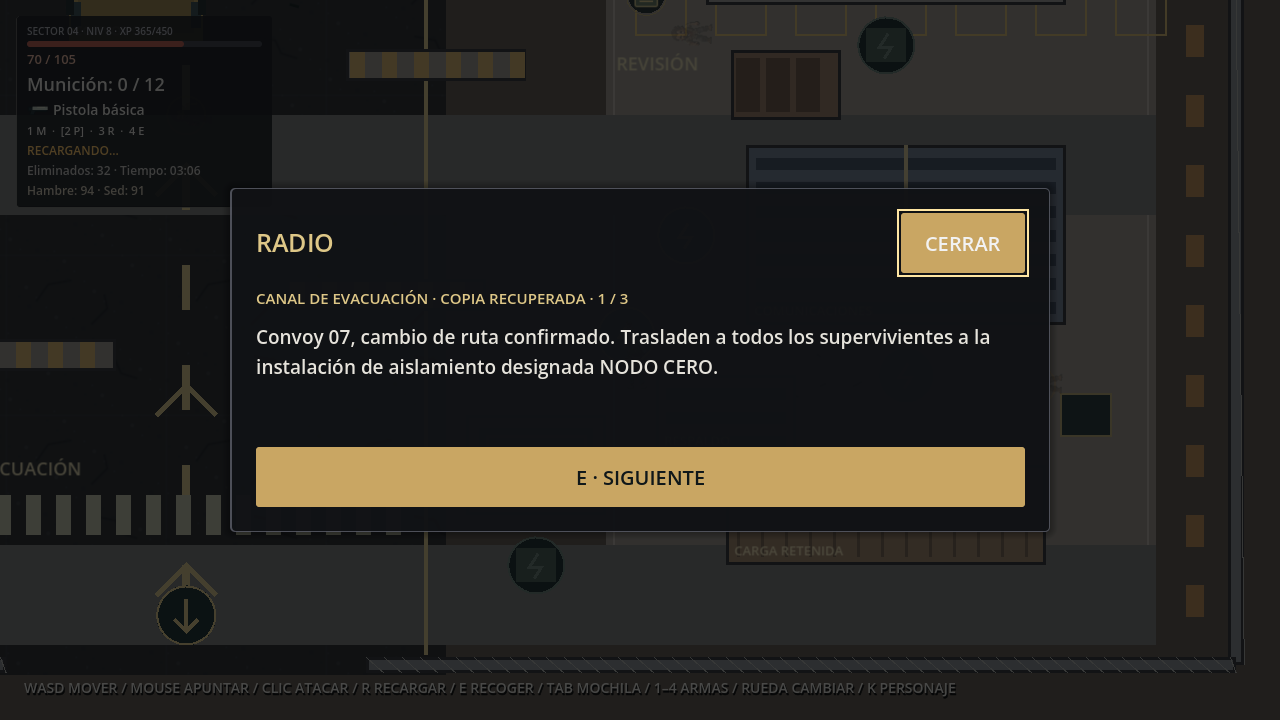 SECTOR 04 · NIV 8 · XP 365/450
70 / 105
Munición: 0 / 12
Pistola básica
1 M · [2 P] · 3 R · 4 E
RECARGANDO...
Eliminados: 32 · Tiempo: 03:06
Hambre: 94 · Sed: 91
REVISIÓN
RADIO
CERRAR
CANAL DE EVACUACIÓN · COPIA RECUPERADA · 1 / 3
Convoy 07, cambio de ruta confirmado. Trasladen a todos los supervivientes a la
instalación de aislamiento designada NODO CERO.
CUACIÓN
E · SIGUIENTE
CARGA RETENIDA
WASD MOVER / MOUSE APUNTAR / CLIC ATACAR / R RECARGAR / E RECOGER / TAB MOCHILA / 1–4 ARMAS / RUEDA CAMBIAR / K PERSONAJE